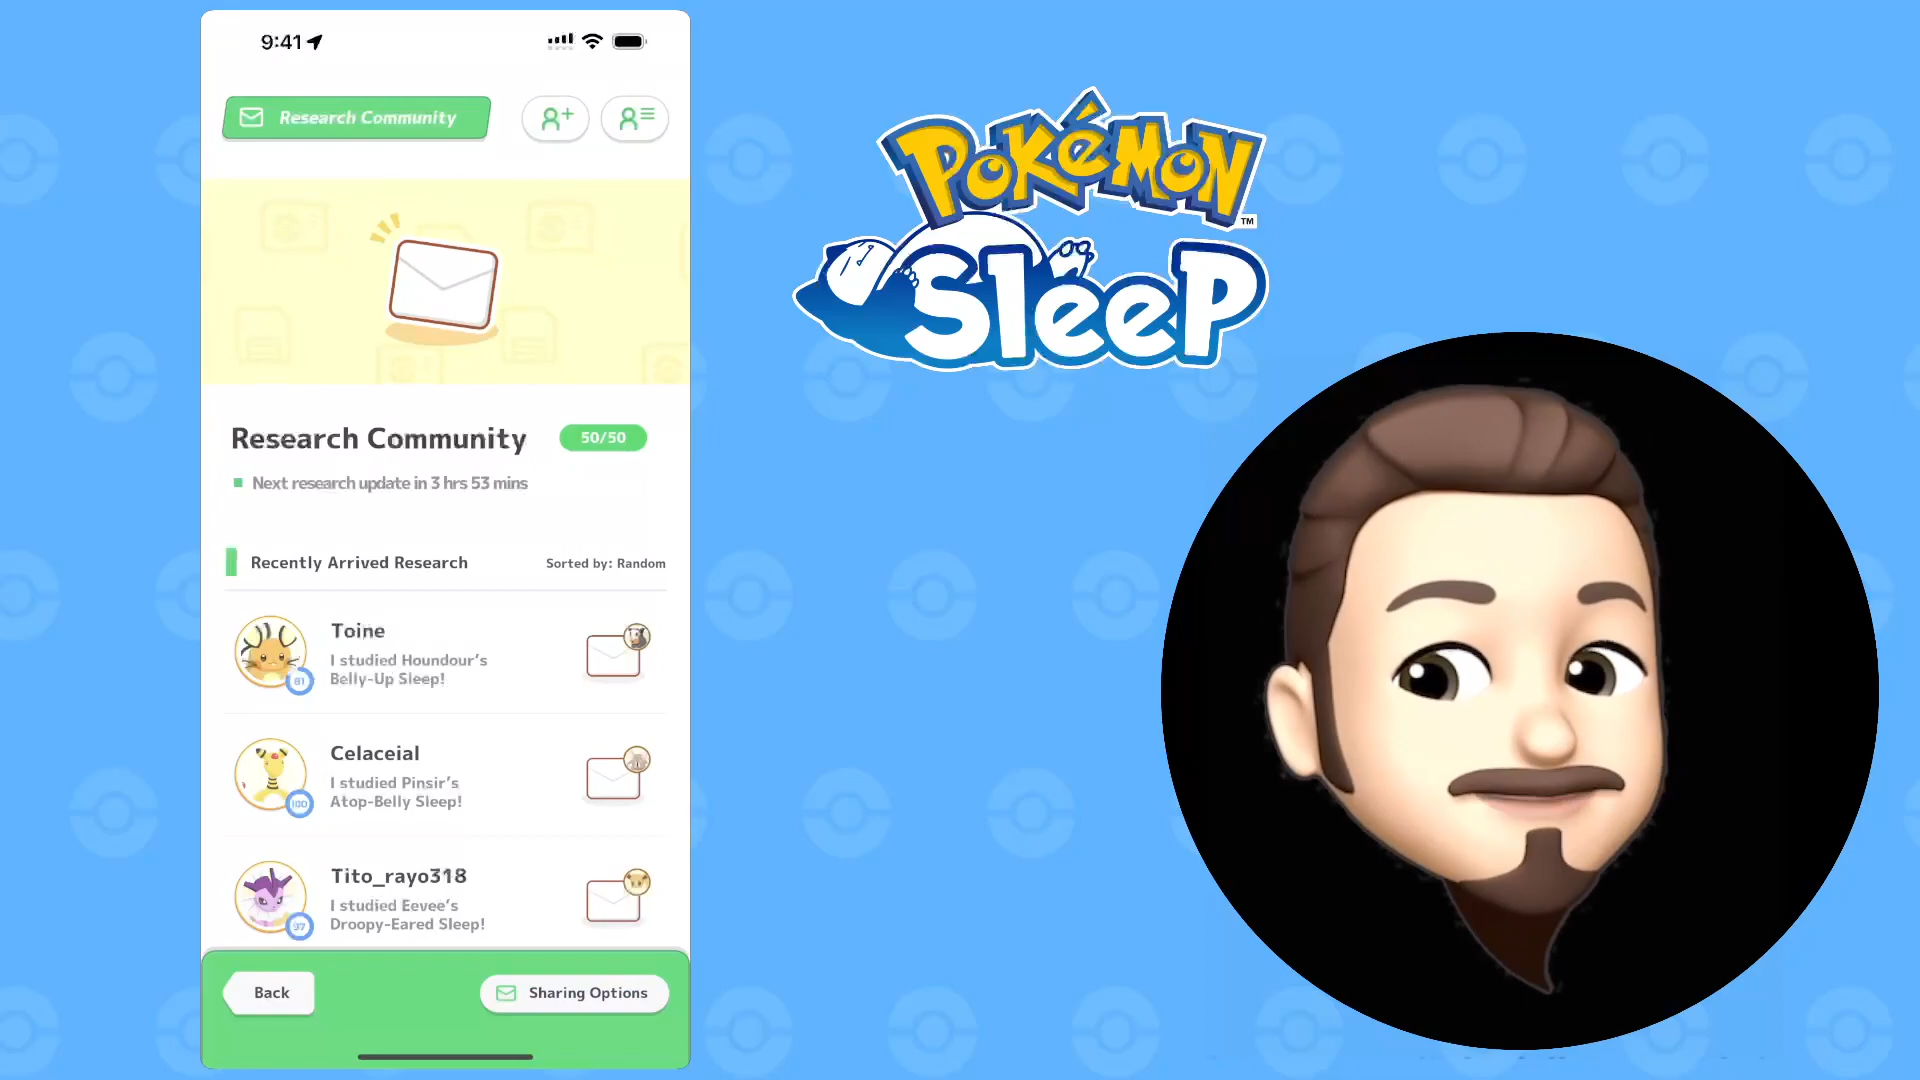 9:41
Research Community
Research Community
50/50
Next research update in 3 hrs 53 mins
Recently Arrived Research
Sorted by: Random
Toine
I studied Houndour's
Belly-Up Sleep!
81
Celaceial
I studied Pinsir's
Atop-Belly Sleep!
100
Tito_rayo318
I studied Eevee's
Droopy-Eared Sleep!
97
Back
Sharing Options
POKéMON
TM
Sleep